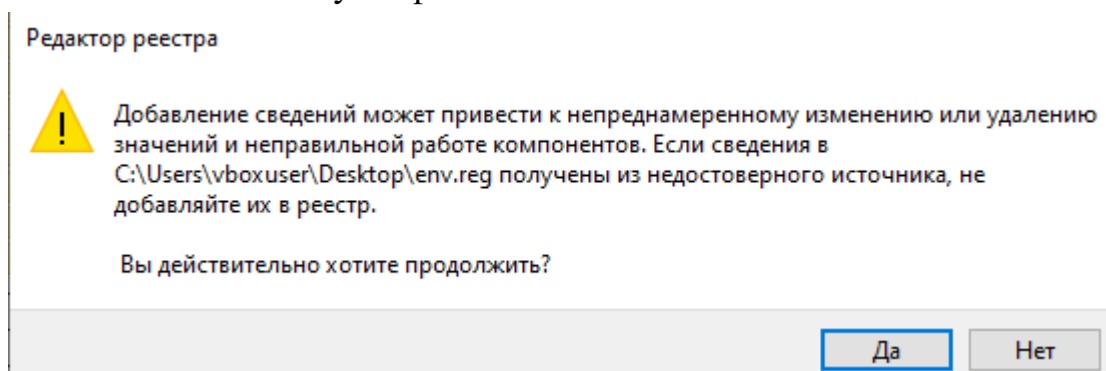 Редактор реестра
Добавление сведений может привести к непреднамеренному изменению или удалению
значений и неправильной работе компонентов. Если сведения в
C:\Users\vboxuser\Desktop\env.reg получены из недостоверного источника, не
добавляйте их в реестр.
Вы действительно хотите продолжить?
Да Нет